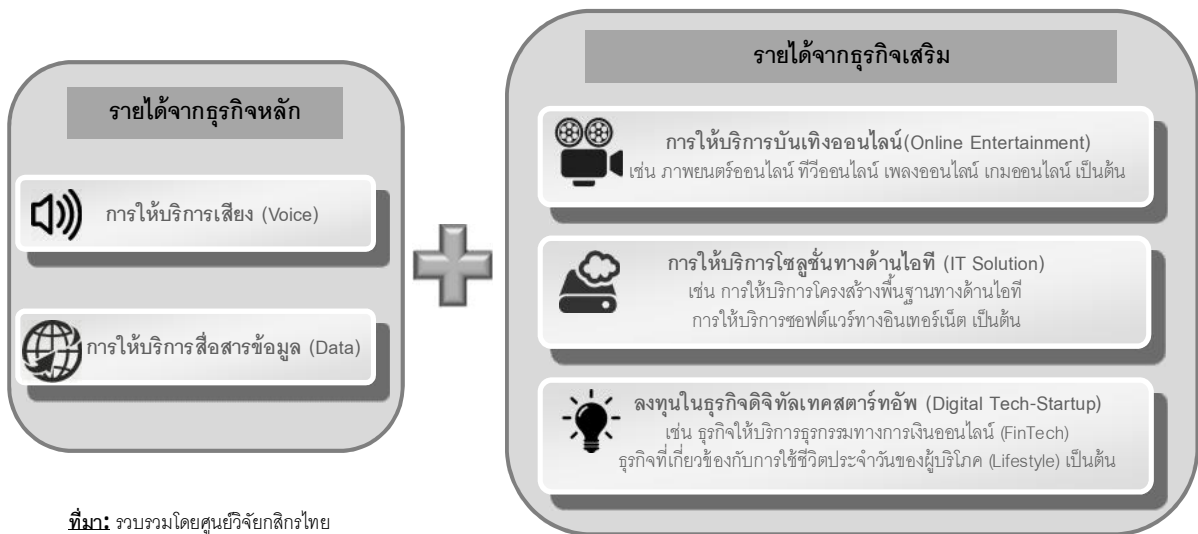 รายได้จากธุรกิจหลัก
การให้บริการเสียง (Voice)
การให้บริการสื่อสารข้อมูล (Data)
รายได้จากธุรกิจเสริม
การให้บริการบันเทิงออนไลน์(Online Entertainment)
เช่น ภาพยนตร์ออนไลน์ ทีวีออนไลน์ เพลงออนไลน์ เกมออนไลน์ เป็นต้น
การให้บริการโซลูชั่นทางด้านไอที (IT Solution)
เช่น การให้บริการโครงสร้างพื้นฐานทางด้านไอที
การให้บริการซอฟต์แวร์ทางอินเทอร์เน็ต เป็นต้น
ลงทุนในธุรกิจดิจิทัลเทคสตาร์ทอัพ (Digital Tech-Startup)
เช่น ธุรกิจให้บริการธุรกรรมทางการเงินออนไลน์ (FinTech)
ธุรกิจที่เกี่ยวข้องกับการใช้ชีวิตประจำวันของผู้บริโภค (Lifestyle) เป็นต้น
ที่มา: รวบรวมโดยศูนย์วิจัยกสิกรไทย